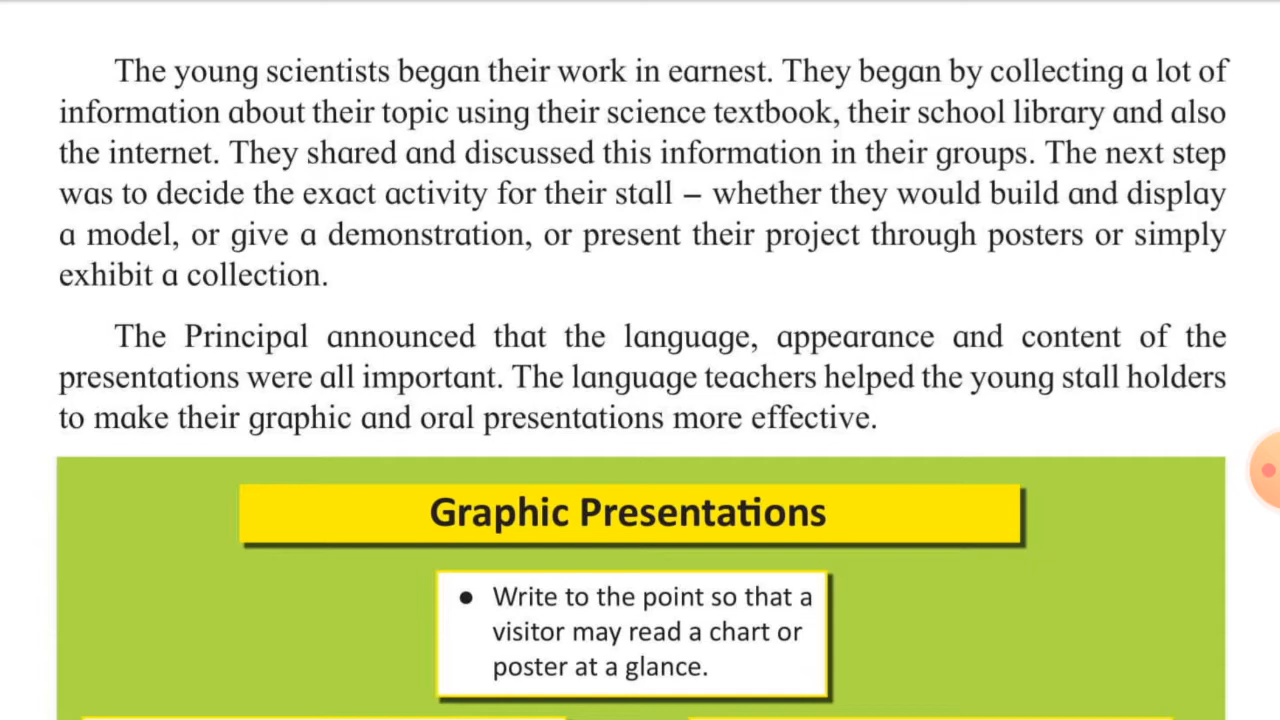 The young scientists began their work in earnest. They began by collecting a lot of
information about their topic using their science textbook, their school library and also
the internet. They shared and discussed this information in their groups. The next step
was to decide the exact activity for their stall – whether they would build and display
a model, or give a demonstration, or present their project through posters or simply
exhibit a collection.
The Principal announced that the language, appearance and content of the
presentations were all important. The language teachers helped the young stall holders
to make their graphic and oral presentations more effective.
Graphic Presentations
● Write to the point so that a
visitor may read a chart or
poster at a glance.